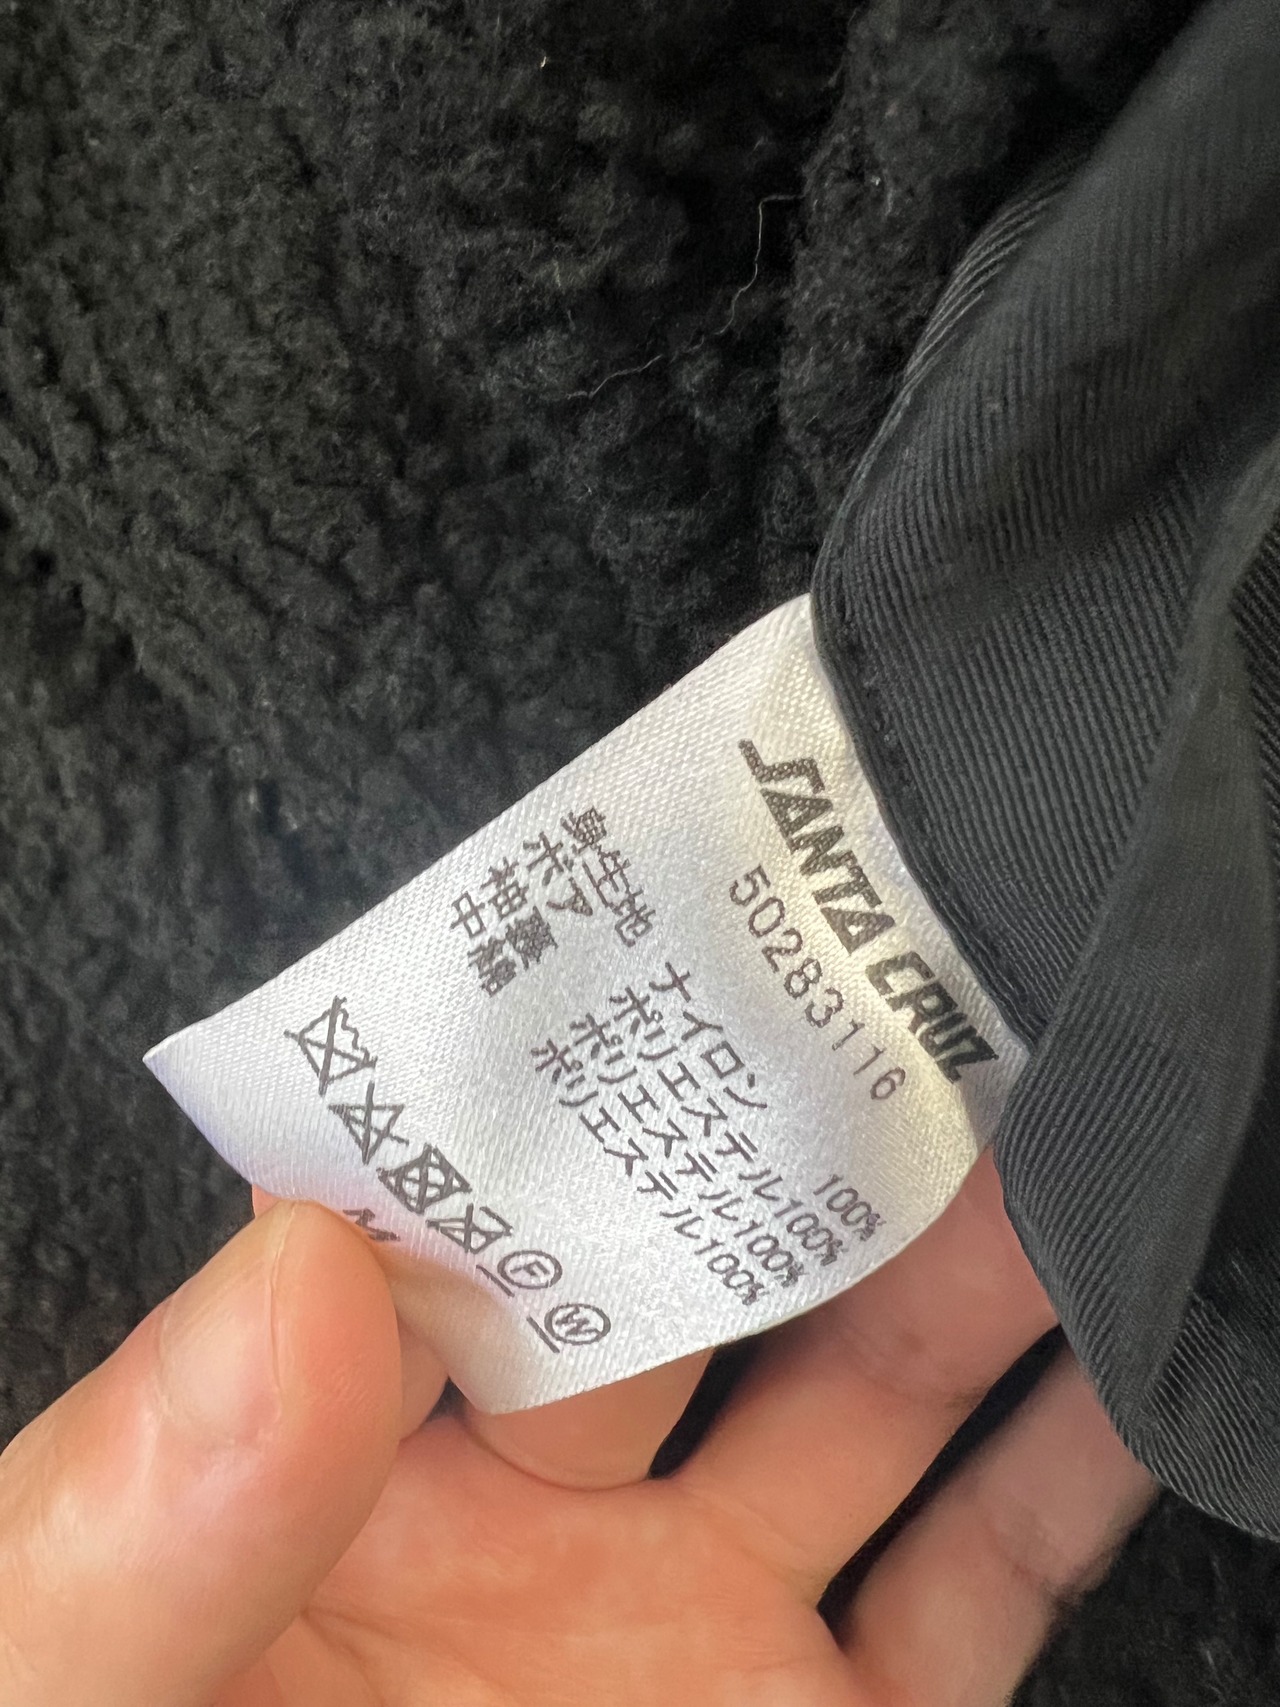 SANTA CRUZ
50283116
身生地 ナイロン 100%
ボア ポリエステル100%
袖裏 ポリエステル100%
中綿 ポリエステル100%
F W
M